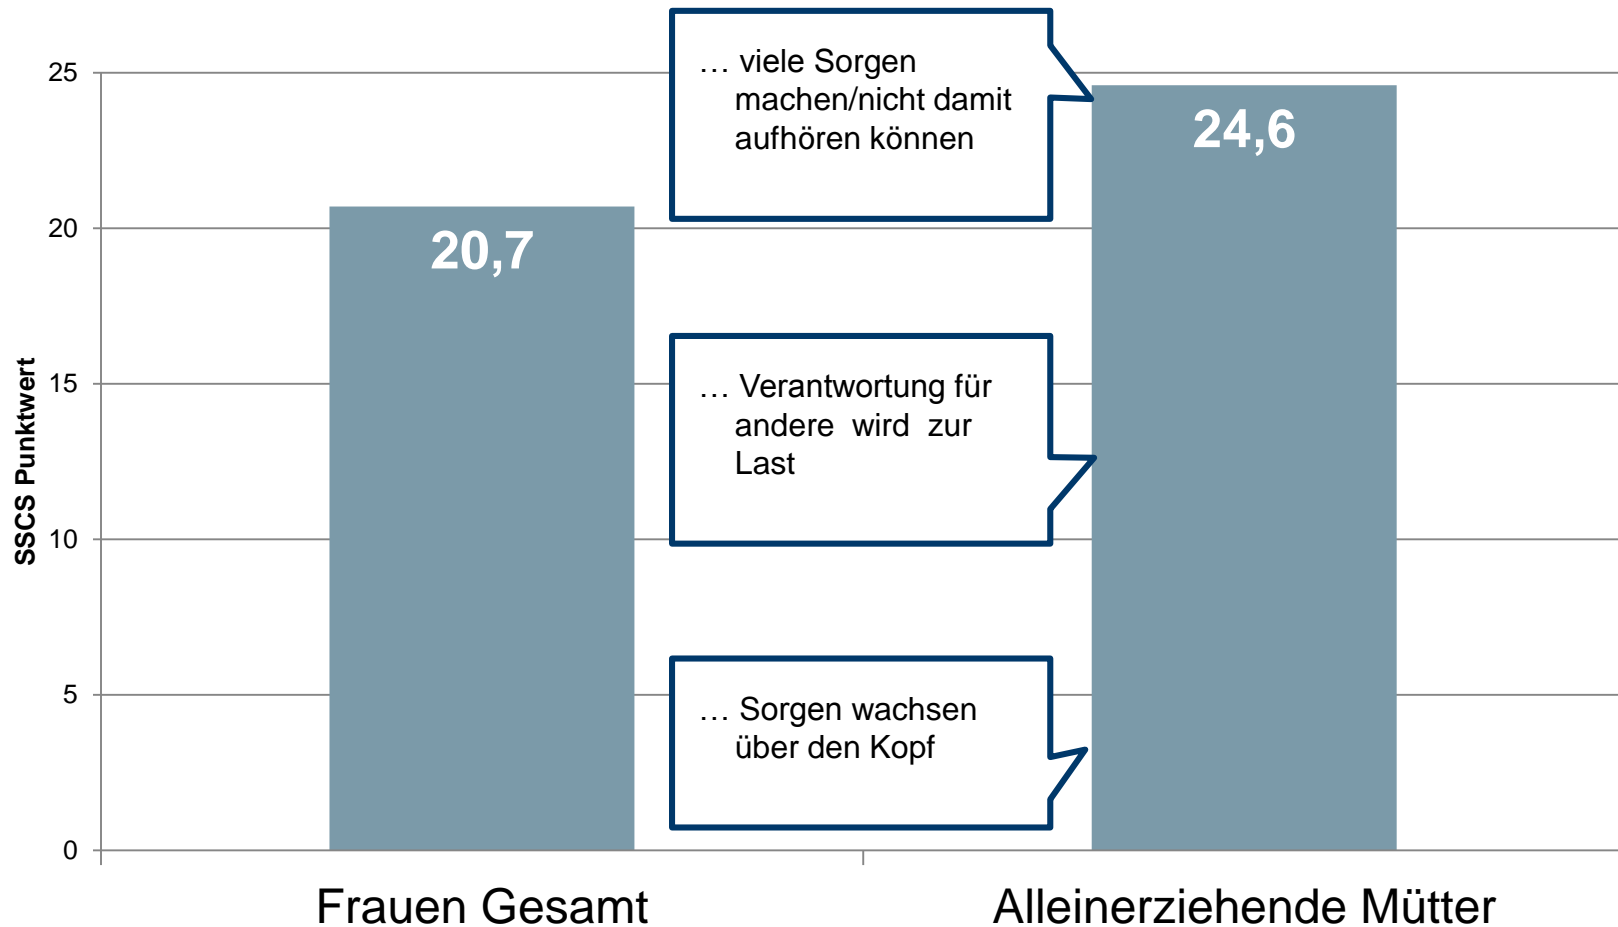 SSCS Punktwert
25
20
15
10
5
0
20,7
… viele Sorgen
machen/nicht damit
aufhören können
… Verantwortung für
andere wird zur
Last
… Sorgen wachsen
über den Kopf
24,6
Frauen Gesamt
Alleinerziehende Mütter